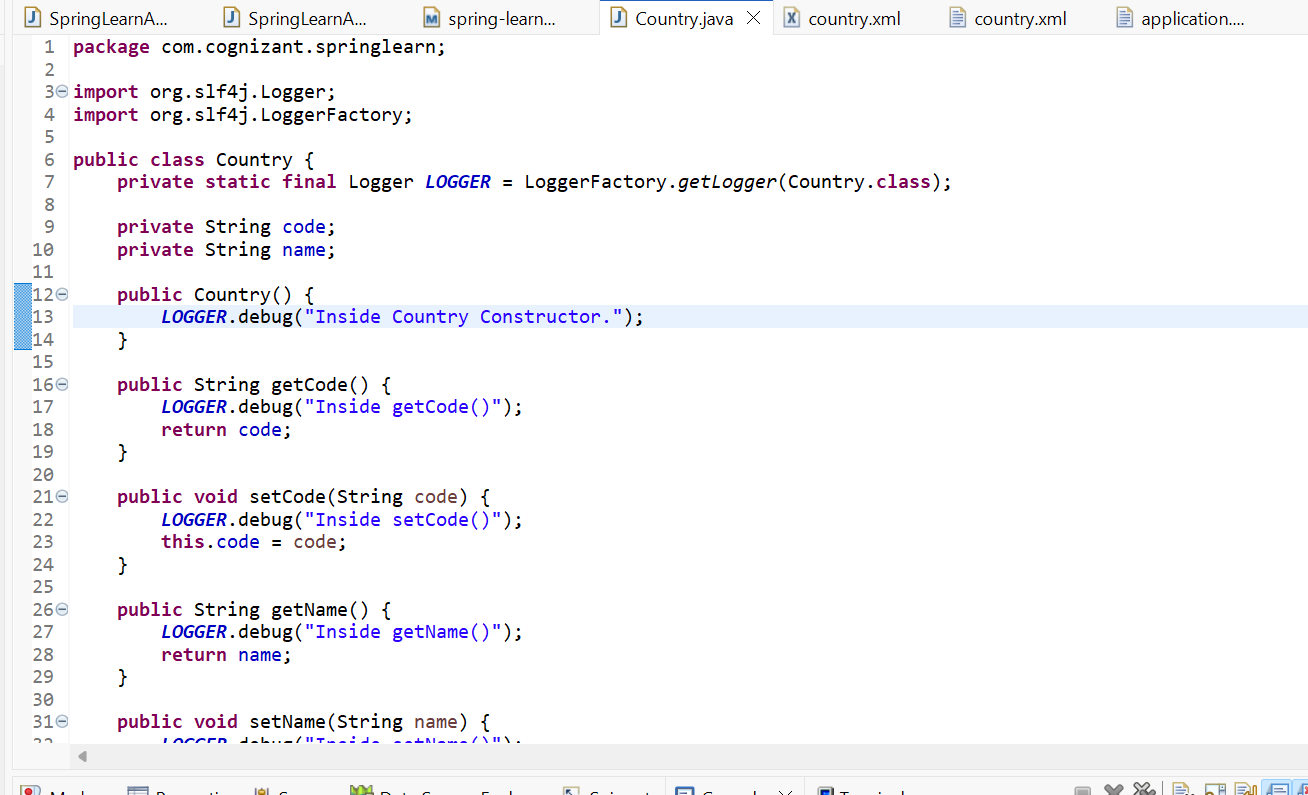 SpringLearnA...
SpringLearnA...
spring-learn...
Country.java
country.xml
country.xml
application....
1 package com.cognizant.springlearn;
2
3 import org.slf4j.Logger;
4 import org.slf4j.LoggerFactory;
5
6 public class Country {
7     private static final Logger LOGGER = LoggerFactory.getLogger(Country.class);
8
9     private String code;
10     private String name;
11
12     public Country() {
13         LOGGER.debug("Inside Country Constructor.");
14     }
15
16     public String getCode() {
17         LOGGER.debug("Inside getCode()");
18         return code;
19     }
20
21     public void setCode(String code) {
22         LOGGER.debug("Inside setCode()");
23         this.code = code;
24     }
25
26     public String getName() {
27         LOGGER.debug("Inside getName()");
28         return name;
29     }
30
31     public void setName(String name) {
32         LOGGER.debug("Inside setName()");